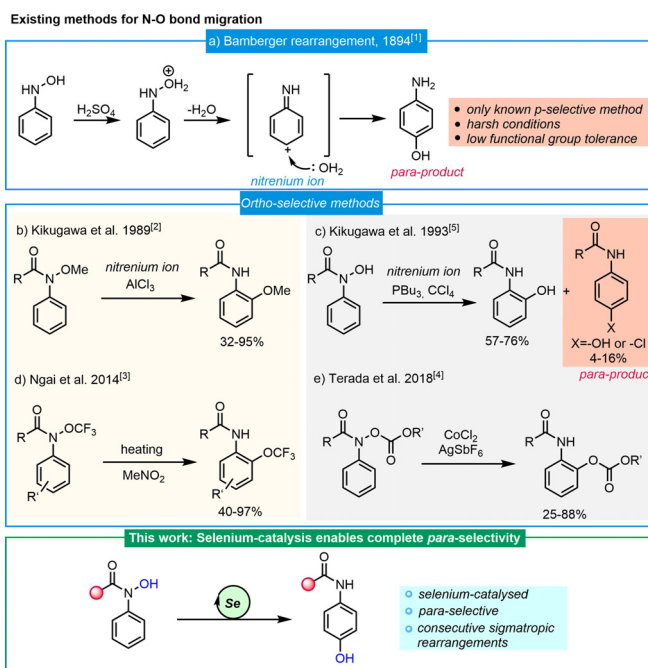 Existing methods for N-O bond migration
a) Bamberger rearrangement, 1894[1]
HN OH
H2SO4
HN OH2
⊕
-H2O
NH
+
:OH2
nitrenium ion
NH2
OH
para-product
• only known p-selective method
• harsh conditions
• low functional group tolerance
Ortho-selective methods
b) Kikugawa et al. 1989[2]
O
R N OMe
nitrenium ion
AlCl3
O
R NH
OMe
32-95%
c) Kikugawa et al. 1993[5]
O
R N OH
nitrenium ion
PBu3, CCl4
O
R NH
OH
57-76%
+
O
R NH
X
X=-OH or -Cl
4-16%
para-product
d) Ngai et al. 2014[3]
O
R N OCF3
R'
heating
MeNO2
O
R NH
OCF3
R'
40-97%
e) Terada et al. 2018[4]
O
R N O O OR'
CoCl2
AgSbF6
O
R NH
O OR'
O
25-88%
This work: Selenium-catalysis enables complete para-selectivity
O
N OH
Se
O
NH
OH
selenium-catalysed
para-selective
consecutive sigmatropic
rearrangements